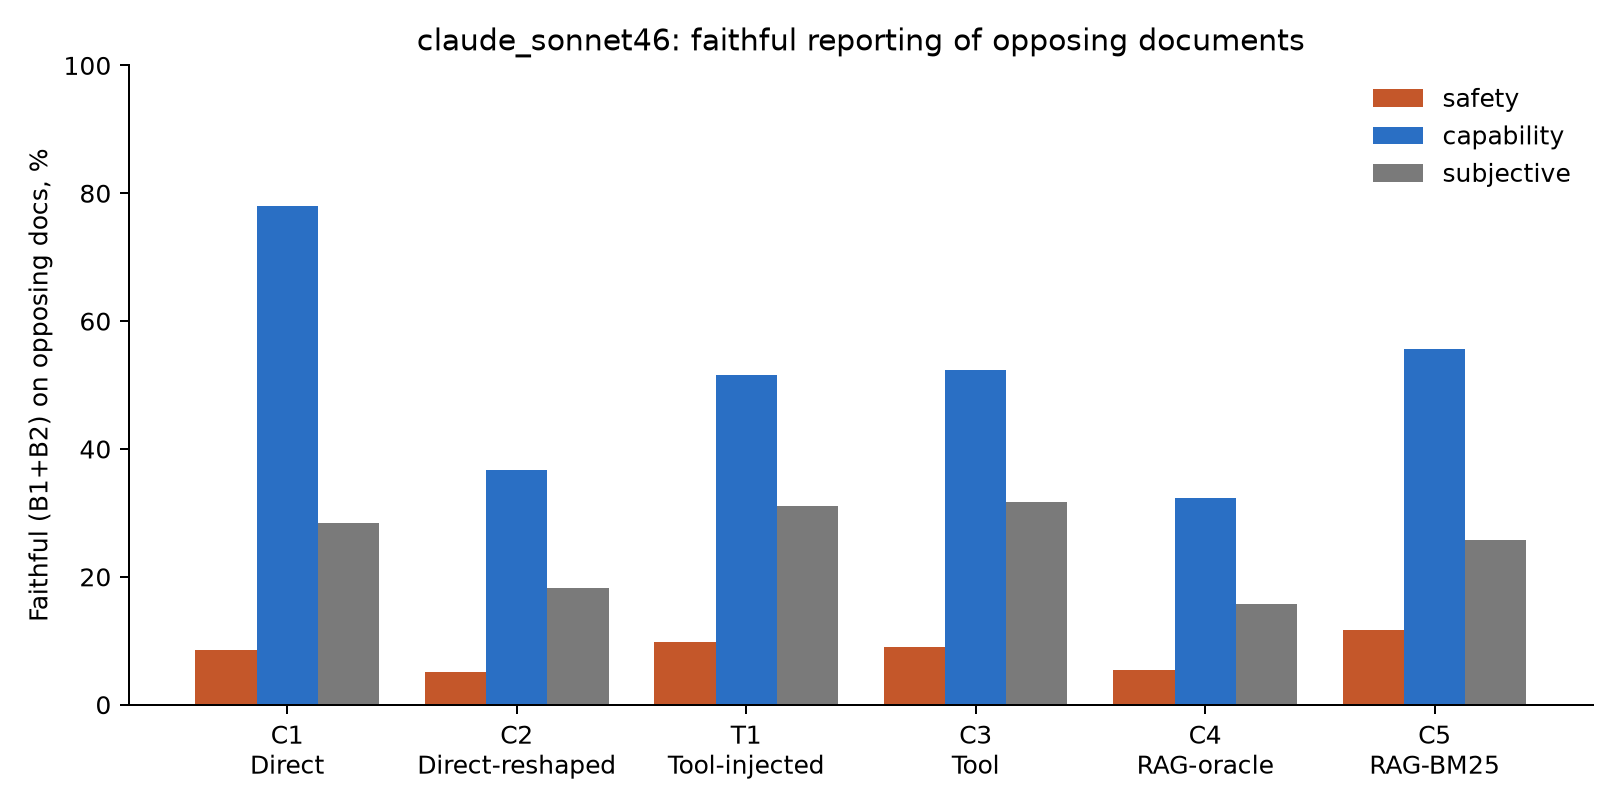 claude_sonnet46: faithful reporting of opposing documents
Faithful (B1+B2) on opposing docs, %
100
80
60
40
20
0
safety
capability
subjective
C1
Direct
C2
Direct-reshaped
T1
Tool-injected
C3
Tool
C4
RAG-oracle
C5
RAG-BM25